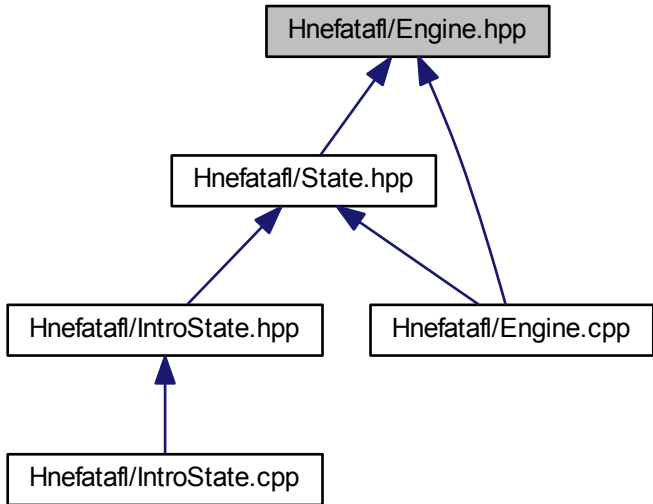 Hnefatafl/Engine.hpp
Hnefatafl/State.hpp
Hnefatafl/IntroState.hpp
Hnefatafl/Engine.cpp
Hnefatafl/IntroState.cpp